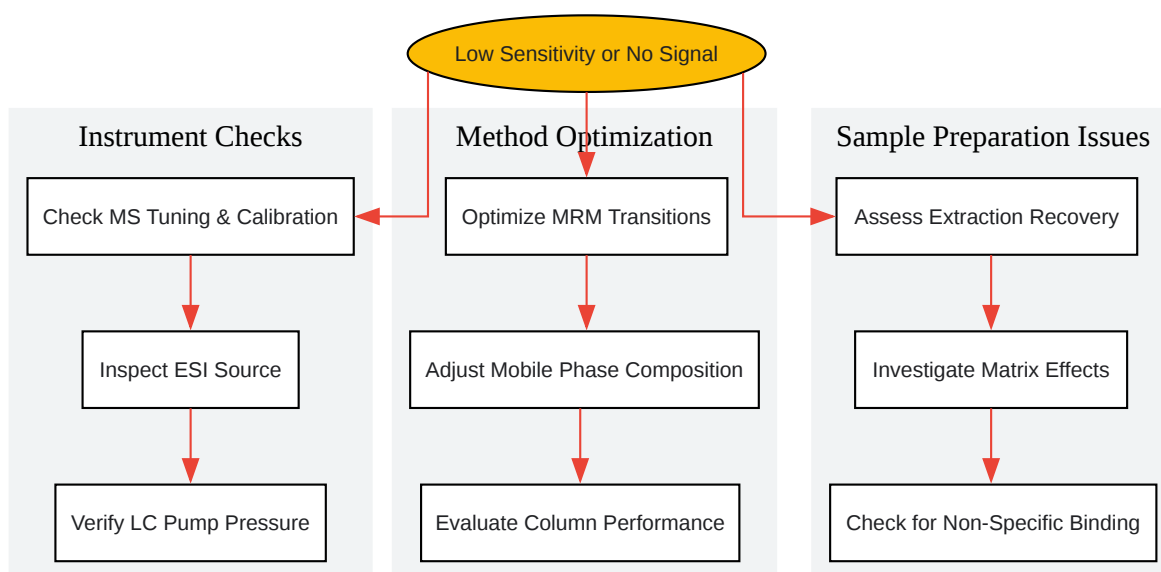 Low Sensitivity or No Signal
Instrument Checks
Check MS Tuning & Calibration
Inspect ESI Source
Verify LC Pump Pressure
Method Optimization
Optimize MRM Transitions
Adjust Mobile Phase Composition
Evaluate Column Performance
Sample Preparation Issues
Assess Extraction Recovery
Investigate Matrix Effects
Check for Non-Specific Binding